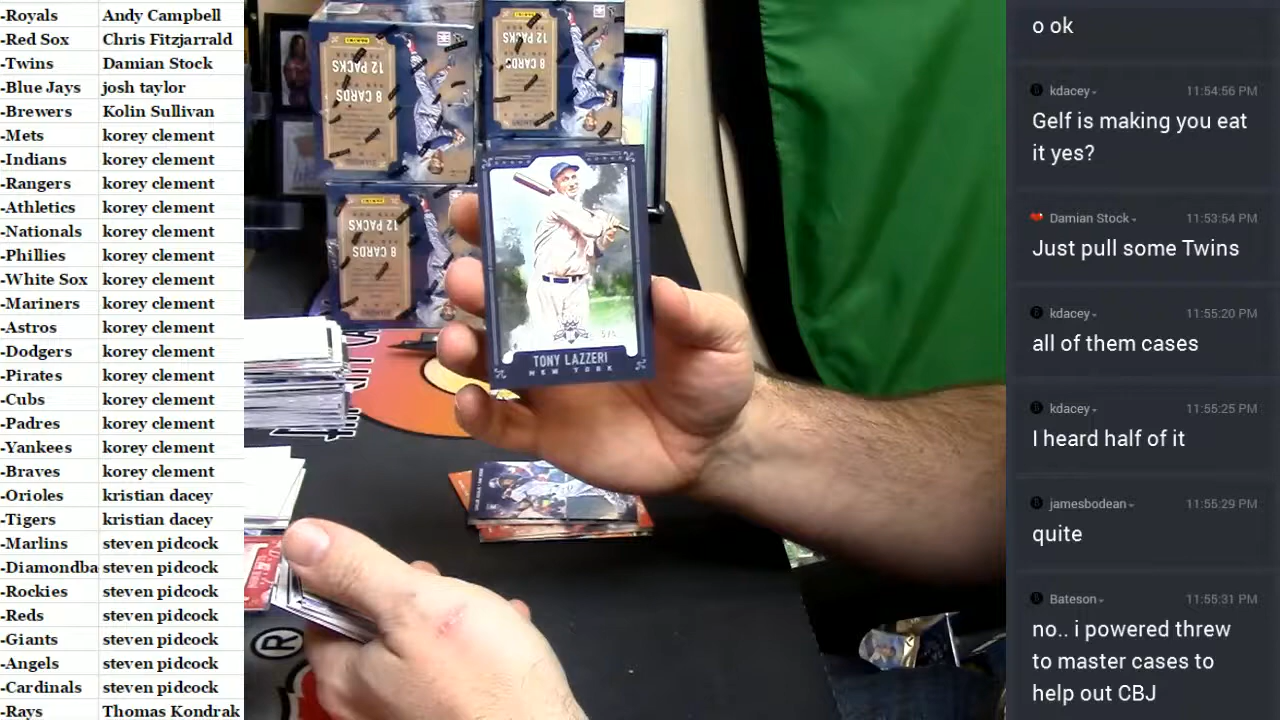 -Royals Andy Campbell
-Red Sox Chris Fitzjarrald
-Twins Damian Stock
-Blue Jays josh taylor
-Brewers Kolin Sullivan
-Mets korey clement
-Indians korey clement
-Rangers korey clement
-Athletics korey clement
-Nationals korey clement
-Phillies korey clement
-White Sox korey clement
-Mariners korey clement
-Astros korey clement
-Dodgers korey clement
-Pirates korey clement
-Cubs korey clement
-Padres korey clement
-Yankees korey clement
-Braves korey clement
-Orioles kristian dacey
-Tigers kristian dacey
-Marlins steven pidcock
-Diamondba steven pidcock
-Rockies steven pidcock
-Reds steven pidcock
-Giants steven pidcock
-Angels steven pidcock
-Cardinals steven pidcock
-Rays Thomas Kondrak
12 PACKS
8 CARDS
12 PACKS
8 CARDS
12 PACKS
8 CARDS
TONY LAZZERI
NEW YORK
®
o ok
kdacey 11:54:56 PM
Gelf is making you eat
it yes?
Damian Stock 11:53:54 PM
Just pull some Twins
kdacey 11:55:20 PM
all of them cases
kdacey 11:55:25 PM
I heard half of it
jamesbodean 11:55:29 PM
quite
Bateson 11:55:31 PM
no.. i powered threw
to master cases to
help out CBJ